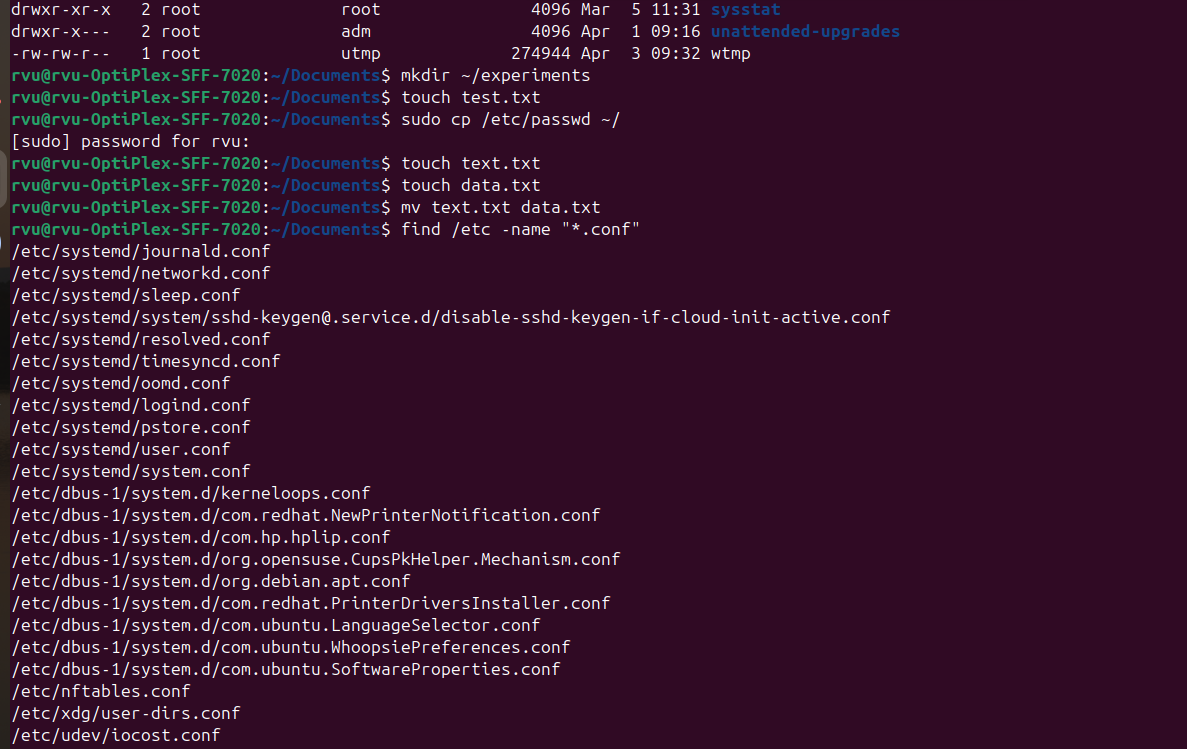 drwxr-xr-x   2 root              root               4096 Mar  5 11:31 sysstat
drwxr-x---   2 root              adm                4096 Apr  1 09:16 unattended-upgrades
-rw-rw-r--   1 root              utmp             274944 Apr  3 09:32 wtmp
rvu@rvu-OptiPlex-SFF-7020:~/Documents$ mkdir ~/experiments
rvu@rvu-OptiPlex-SFF-7020:~/Documents$ touch test.txt
rvu@rvu-OptiPlex-SFF-7020:~/Documents$ sudo cp /etc/passwd ~/
[sudo] password for rvu:
rvu@rvu-OptiPlex-SFF-7020:~/Documents$ touch text.txt
rvu@rvu-OptiPlex-SFF-7020:~/Documents$ touch data.txt
rvu@rvu-OptiPlex-SFF-7020:~/Documents$ mv text.txt data.txt
rvu@rvu-OptiPlex-SFF-7020:~/Documents$ find /etc -name "*.conf"
/etc/systemd/journald.conf
/etc/systemd/networkd.conf
/etc/systemd/sleep.conf
/etc/systemd/system/sshd-keygen@.service.d/disable-sshd-keygen-if-cloud-init-active.conf
/etc/systemd/resolved.conf
/etc/systemd/timesyncd.conf
/etc/systemd/oomd.conf
/etc/systemd/logind.conf
/etc/systemd/pstore.conf
/etc/systemd/user.conf
/etc/systemd/system.conf
/etc/dbus-1/system.d/kerneloops.conf
/etc/dbus-1/system.d/com.redhat.NewPrinterNotification.conf
/etc/dbus-1/system.d/com.hp.hplip.conf
/etc/dbus-1/system.d/org.opensuse.CupsPkHelper.Mechanism.conf
/etc/dbus-1/system.d/org.debian.apt.conf
/etc/dbus-1/system.d/com.redhat.PrinterDriversInstaller.conf
/etc/dbus-1/system.d/com.ubuntu.LanguageSelector.conf
/etc/dbus-1/system.d/com.ubuntu.WhoopsiePreferences.conf
/etc/dbus-1/system.d/com.ubuntu.SoftwareProperties.conf
/etc/nftables.conf
/etc/xdg/user-dirs.conf
/etc/udev/iocost.conf